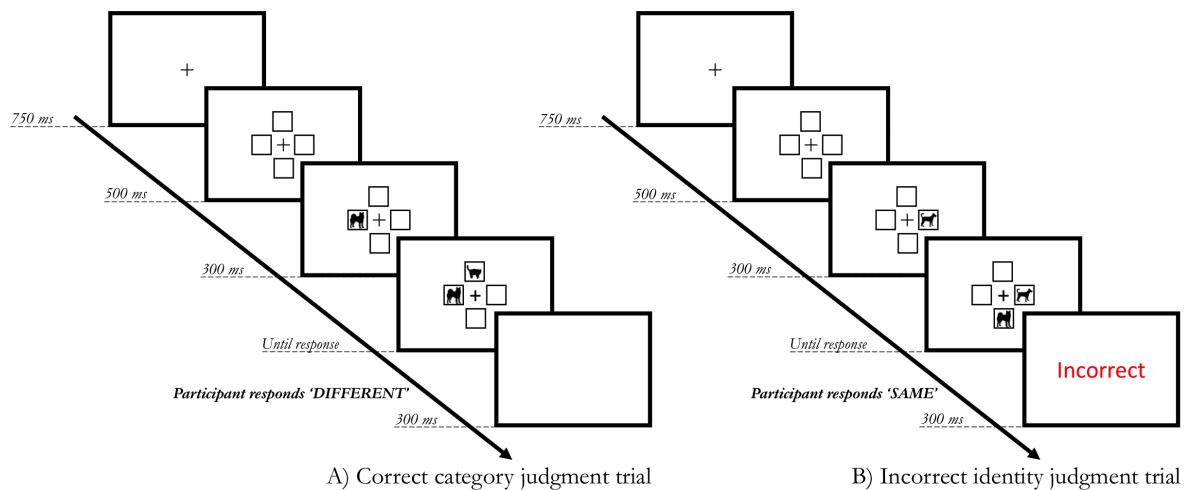 750 ms
500 ms
300 ms
Until response
Participant responds ‘DIFFERENT’
300 ms
A) Correct category judgment trial
750 ms
500 ms
300 ms
Until response
Participant responds ‘SAME’
300 ms
Incorrect
B) Incorrect identity judgment trial